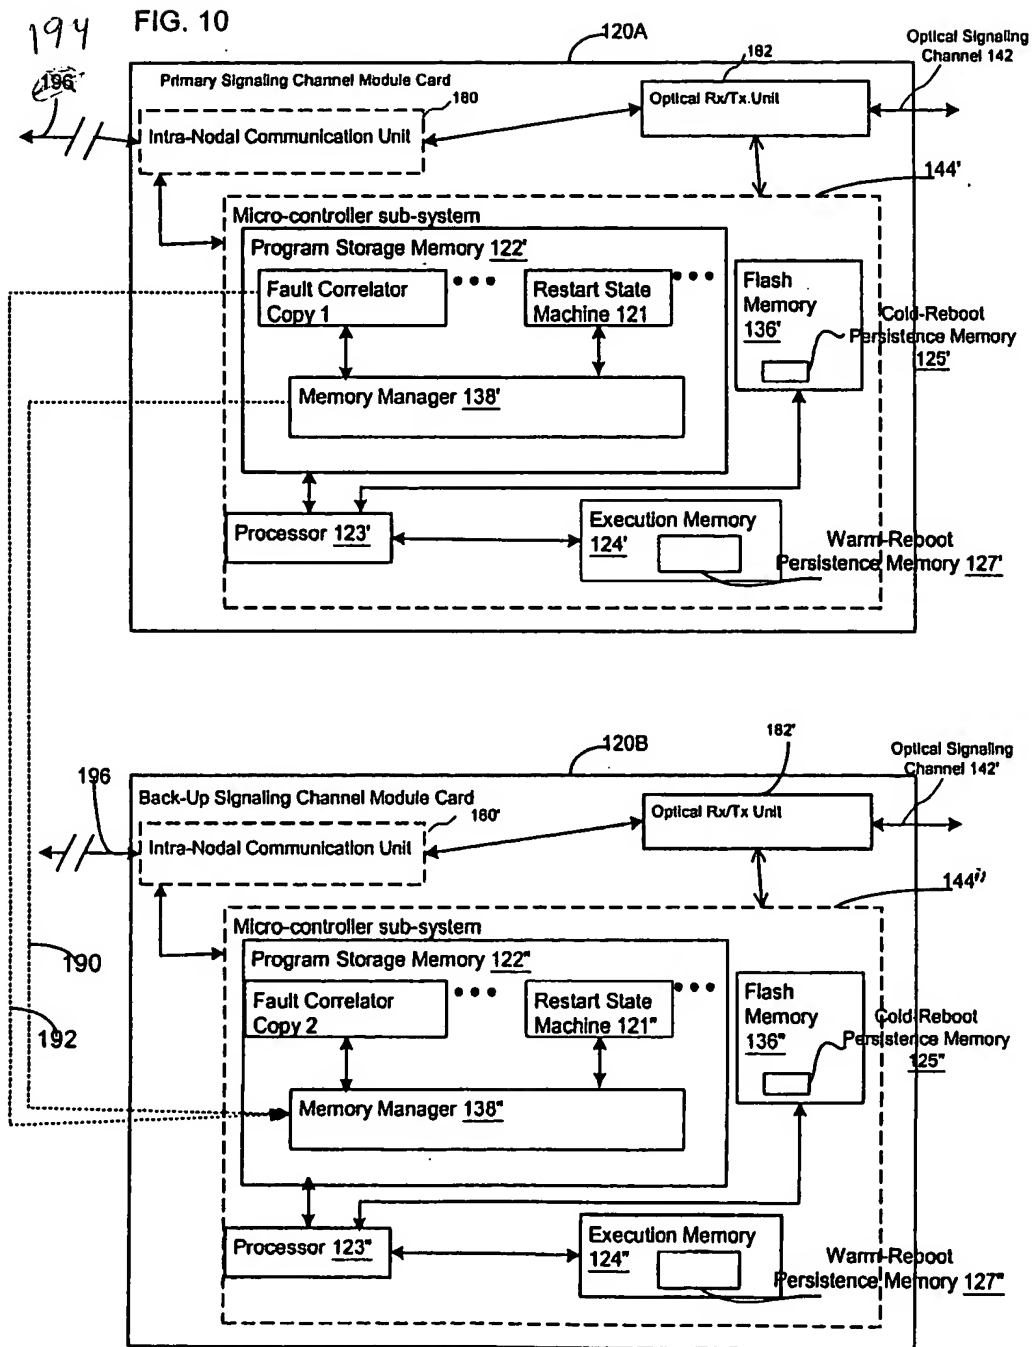 194
FIG. 10
196
120A
182
Optical Signaling
Channel 142
Primary Signaling Channel Module Card
180
Optical Rx/Tx.Unit
Intra-Nodal Communication Unit
144'
Micro-controller sub-system
Program Storage Memory 122'
Fault Correlator
Copy 1
Restart State
Machine 121
Flash
Memory
136'
Cold-Reboot
Persistence Memory
125'
Memory Manager 138'
Processor 123'
Execution Memory
124'
Warm-Reboot
Persistence Memory 127'
120B
182'
Optical Signaling
Channel 142'
196
Back-Up Signaling Channel Module Card
180'
Optical Rx/Tx Unit
Intra-Nodal Communication Unit
144"
Micro-controller sub-system
190
Program Storage Memory 122"
Fault Correlator
Copy 2
Restart State
Machine 121"
Flash
Memory
136"
Cold-Reboot
Persistence Memory
125"
192
Memory Manager 138"
Processor 123"
Execution Memory
124"
Warm-Reboot
Persistence Memory 127"